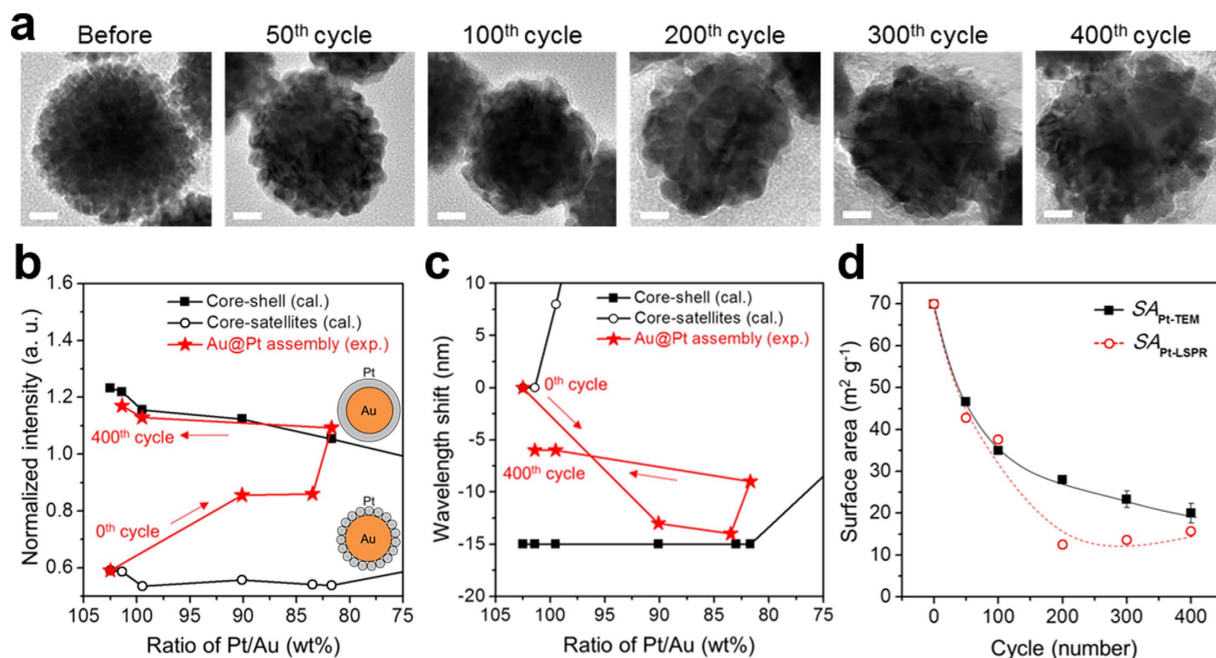 a
Before
50th cycle
100th cycle
200th cycle
300th cycle
400th cycle
b
Normalized intensity (a. u.)
1.6
1.4
1.2
1.0
0.8
0.6
Core-shell (cal.)
Core-satellites (cal.)
Au@Pt assembly (exp.)
Pt
Au
400th cycle
0th cycle
Pt
Au
105 100 95 90 85 80 75
Ratio of Pt/Au (wt%)
c
Wavelength shift (nm)
10
5
0
-5
-10
-15
-20
Core-shell (cal.)
Core-satellites (cal.)
Au@Pt assembly (exp.)
0th cycle
400th cycle
105 100 95 90 85 80 75
Ratio of Pt/Au (wt%)
d
Surface area (m2 g-1)
70
60
50
40
30
20
10
0
SAPt-TEM
SAPt-LSPR
0 100 200 300 400
Cycle (number)